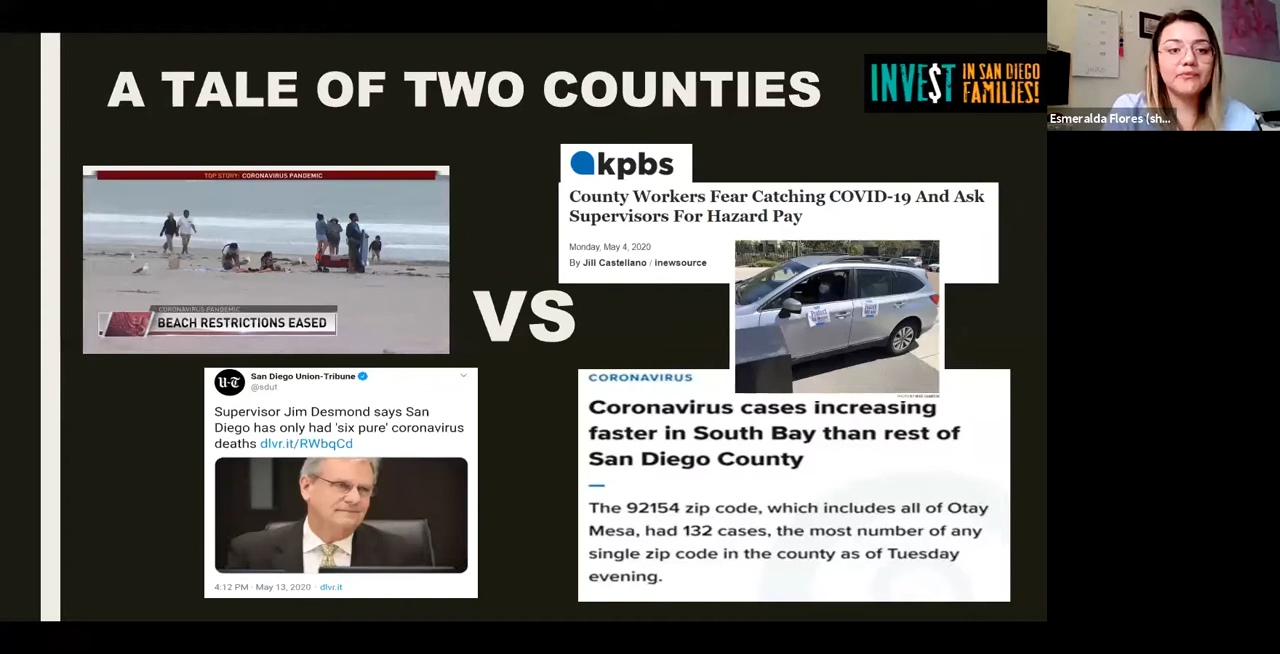 A TALE OF TWO COUNTIES
INVE$T
IN SAN DIEGO
FAMILIES!
Esmeralda Flores (sh...
TOP STORY: CORONAVIRUS PANDEMIC
CORONAVIRUS PANDEMIC
BEACH RESTRICTIONS EASED
VS
kpbs
County Workers Fear Catching COVID-19 And Ask
Supervisors For Hazard Pay
Monday, May 4, 2020
By Jill Castellano / inewsource
U-T
San Diego Union-Tribune
@sdut
Supervisor Jim Desmond says San
Diego has only had 'six pure' coronavirus
deaths dlvr.it/RWbqCd
4:12 PM · May 13, 2020 · dlvr.it
CORONAVIRUS
Coronavirus cases increasing
faster in South Bay than rest of
San Diego County
The 92154 zip code, which includes all of Otay
Mesa, had 132 cases, the most number of any
single zip code in the county as of Tuesday
evening.